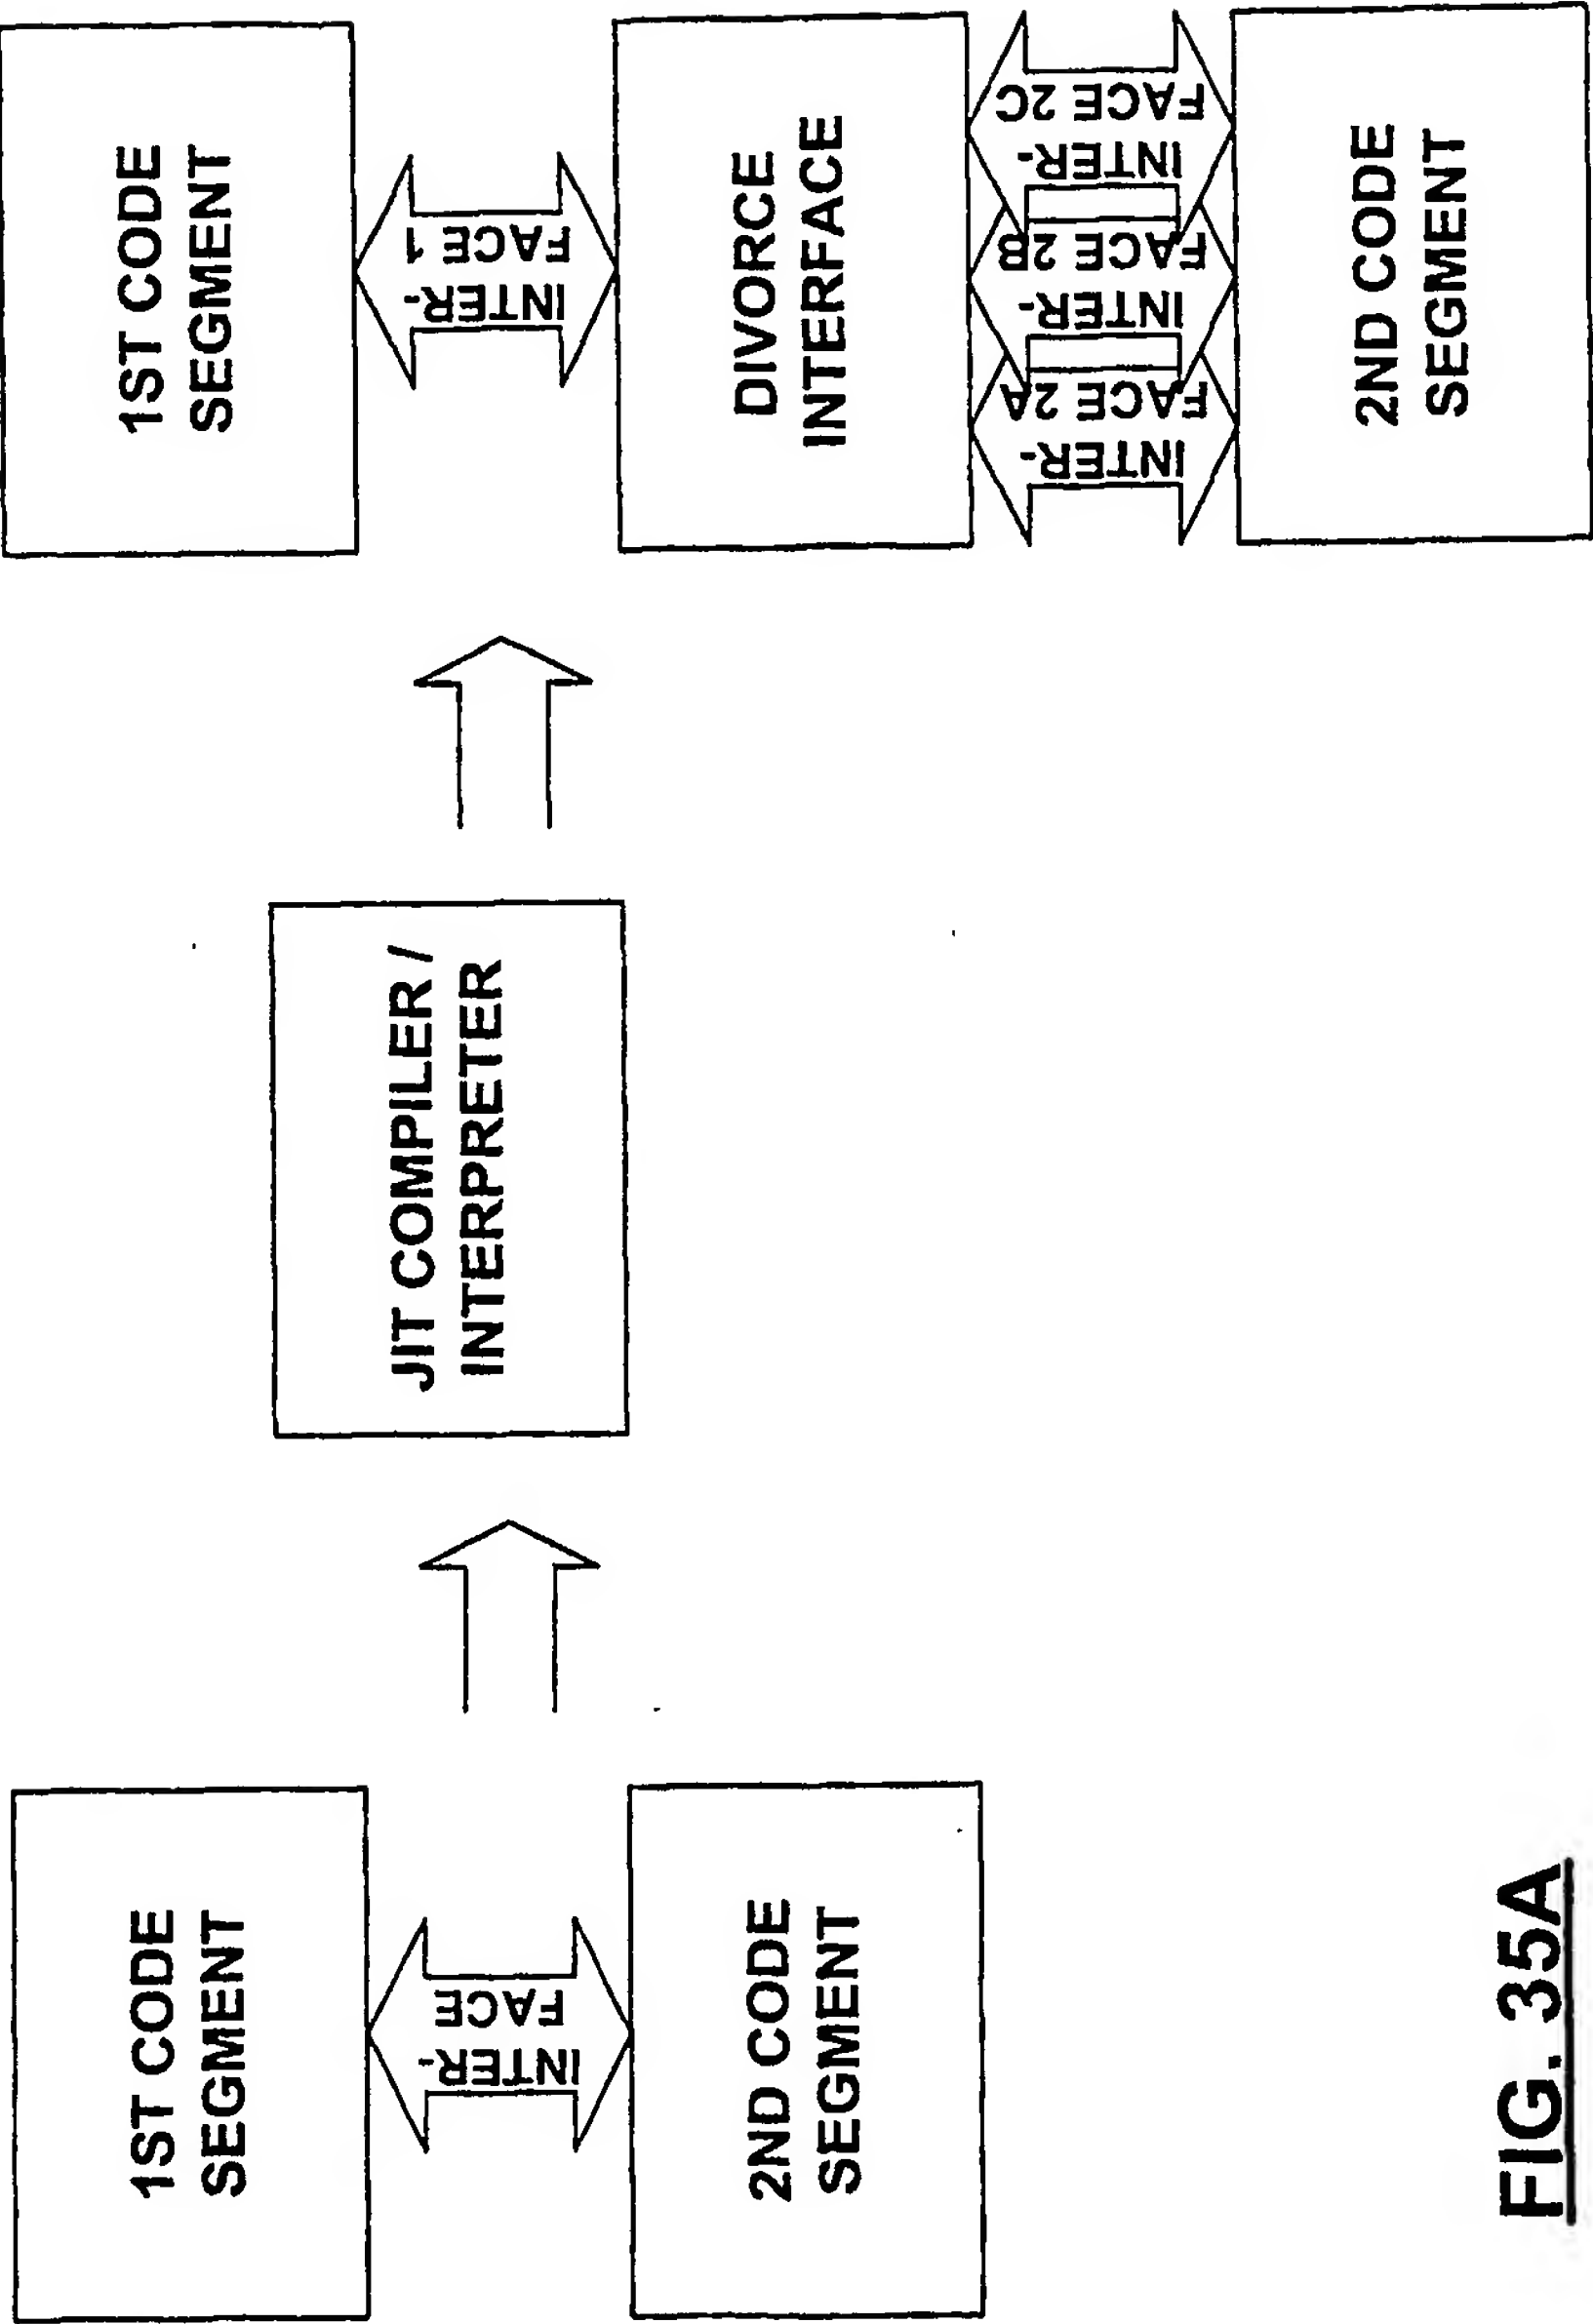 1ST CODE
SEGMENT
INTER-
FACE
2ND CODE
SEGMENT
JIT COMPILER /
INTERPRETER
1ST CODE
SEGMENT
INTER-
FACE 1
DIVORCE
INTERFACE
INTER-
FACE 2A
INTER-
FACE 2B
INTER-
FACE 2C
2ND CODE
SEGMENT
FIG. 35A